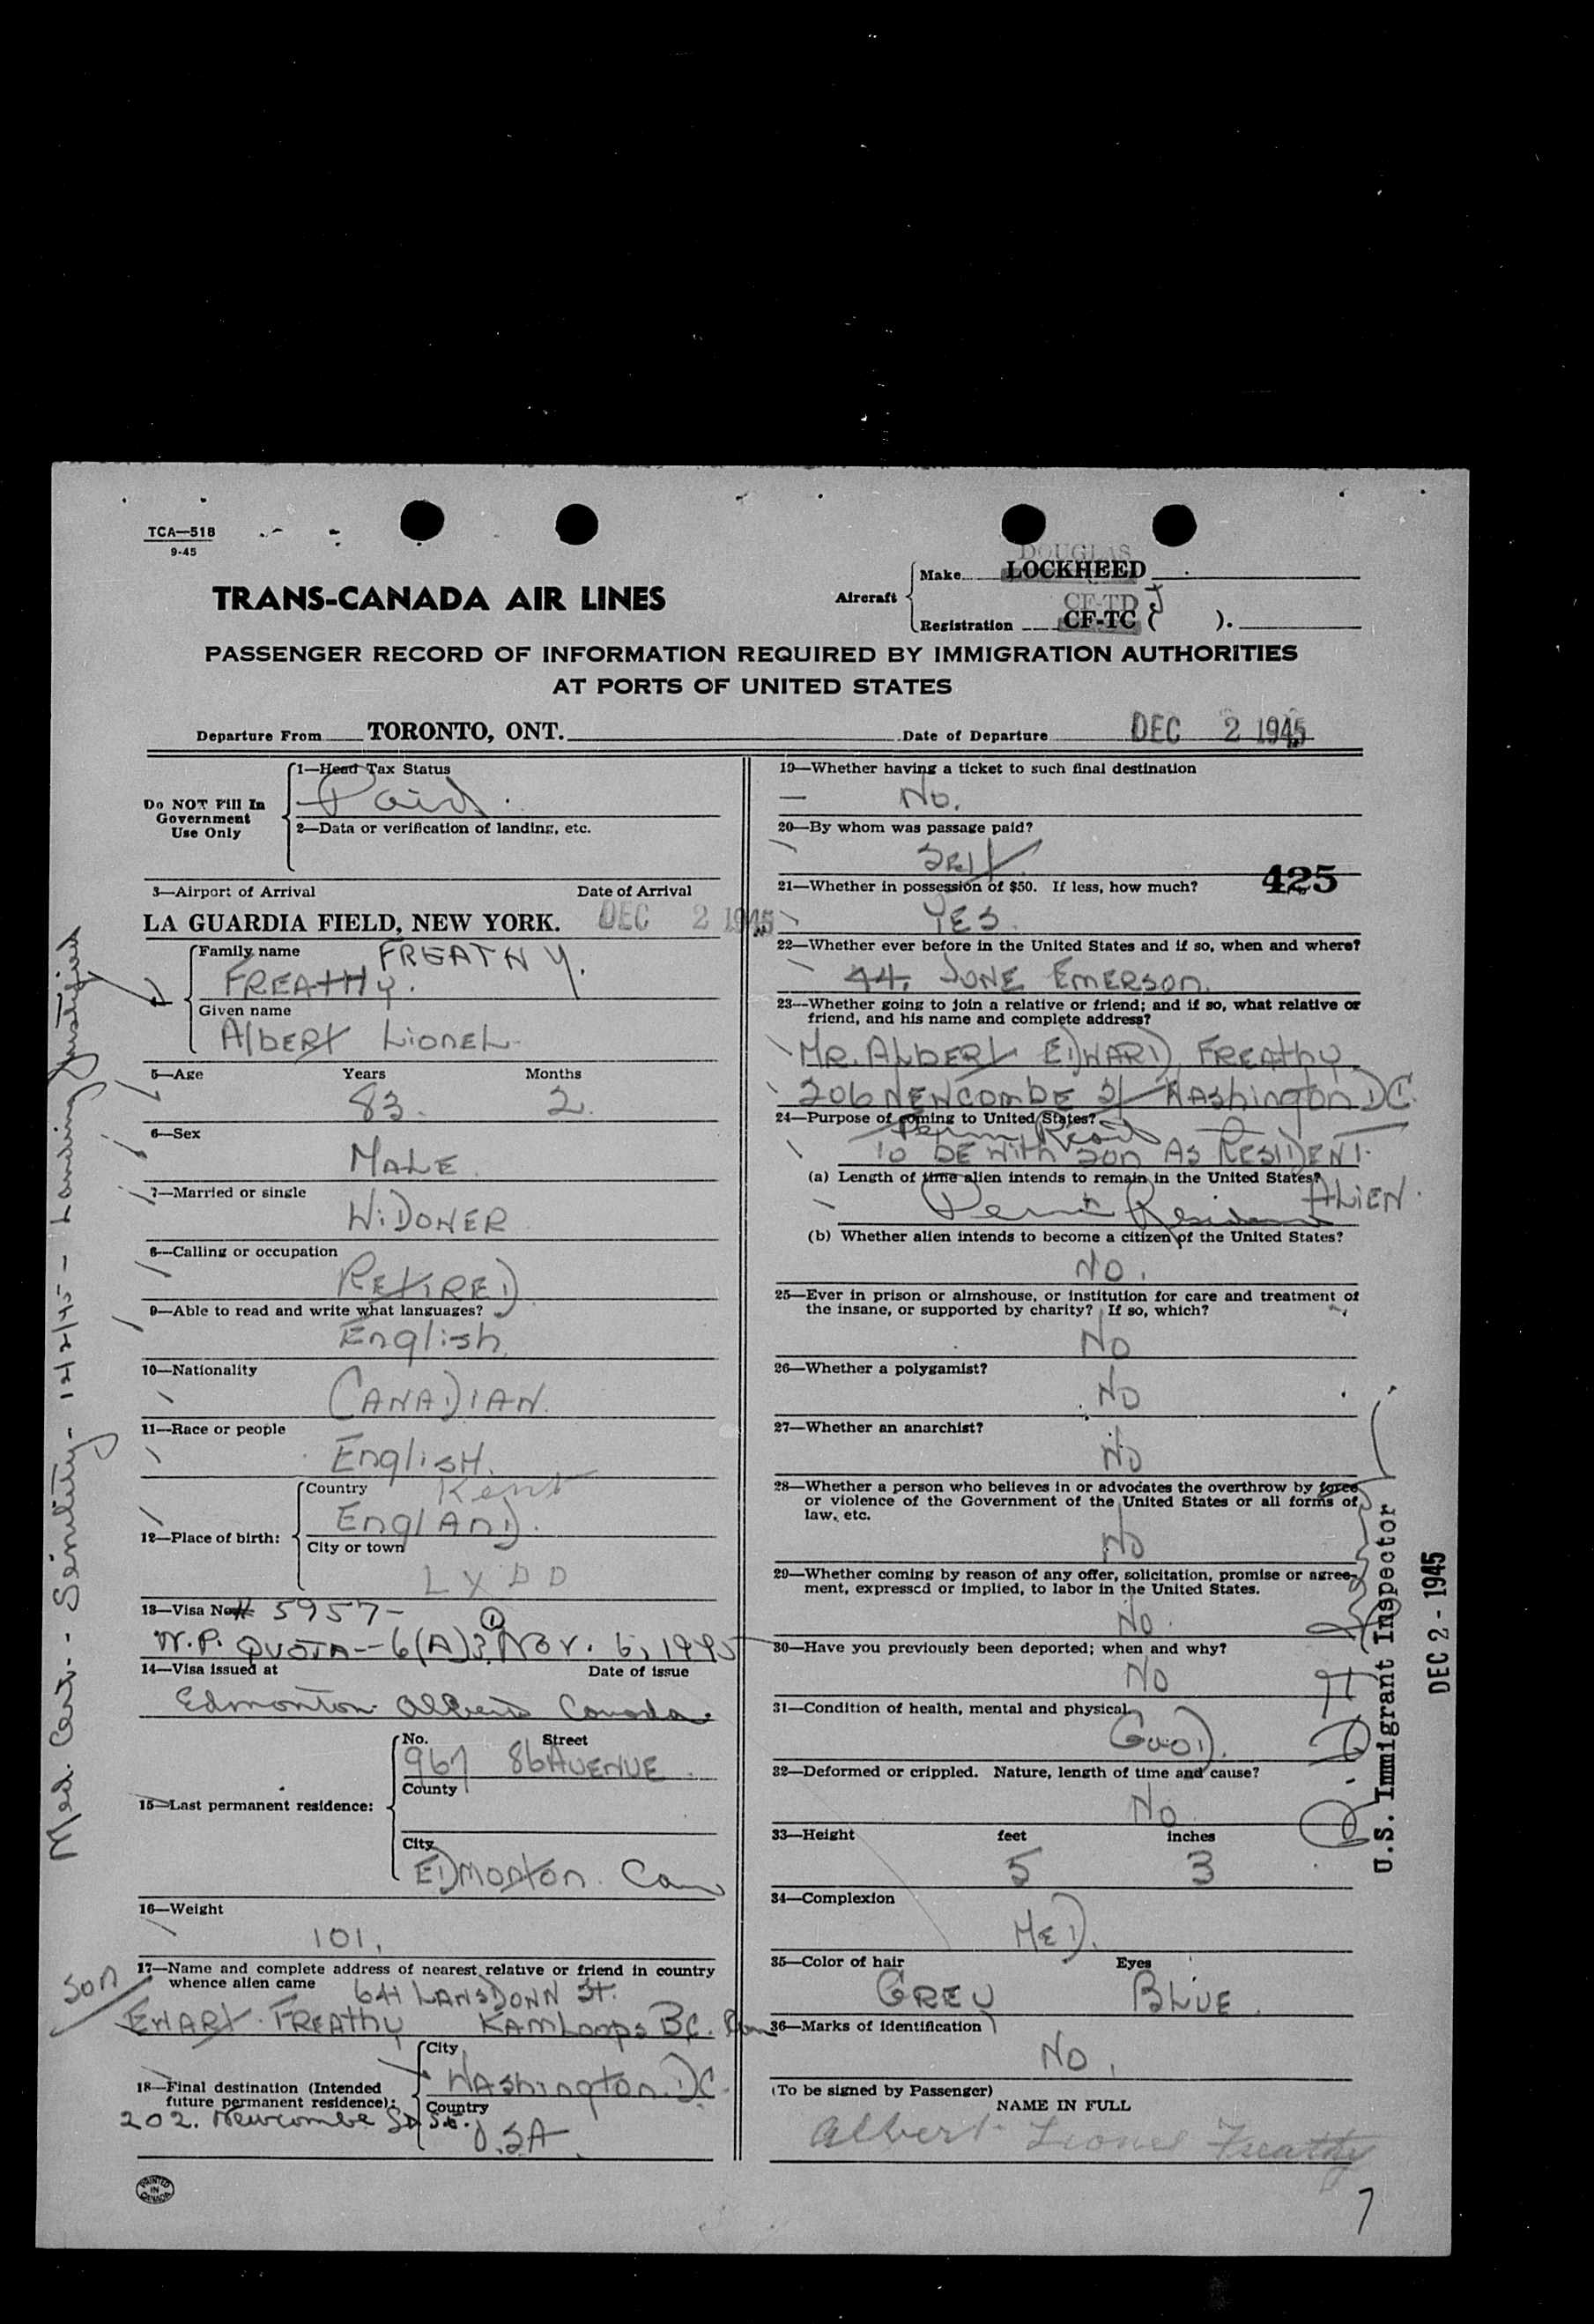 TCA—518
9-45
DOUGLAS
Aircraft Make LOCKHEED
TRANS-CANADA AIR LINES
CF-TD J
Registration CF-TC ( ).
PASSENGER RECORD OF INFORMATION REQUIRED BY IMMIGRATION AUTHORITIES
AT PORTS OF UNITED STATES
Departure From TORONTO, ONT. Date of Departure DEC 2 1945
Do NOT Fill In
Government
Use Only
1—Head Tax Status
Paid.
2—Data or verification of landing, etc.
3—Airport of Arrival Date of Arrival
LA GUARDIA FIELD, NEW YORK. DEC 2 1945
Family name FREATHY.
FREATHY.
Given name
Albert Lionel
5—Age Years Months
83. 2.
6—Sex
MALE
7—Married or single
WIDOWER
8—Calling or occupation
RETIRED
9—Able to read and write what languages?
English
10—Nationality
CANADIAN.
11—Race or people
EnglisH.
12—Place of birth:
Country Kent
EnglAnD.
City or town
LYDD
13—Visa No # 5957-
N.P. QUOTA-6(A)3 (1) Nov. 6, 1945
14—Visa issued at Date of issue
Edmonton Alberta Canada.
15—Last permanent residence:
No. Street
967 86 AVENUE
County
City
EDMONTON. Can
16—Weight
101.
17—Name and complete address of nearest relative or friend in country
whence alien came
641 LANSDOWN St.
Son
EWART FREATHY KAMLoops B.C. Can
18—Final destination (Intended
future permanent residence):
City
WAShington D.C.
Country
202. Newcombe St S.E.
U.S.A.
PRINTED
IN
CANADA
19—Whether having a ticket to such final destination
— No.
20—By whom was passage paid?
Self
21—Whether in possession of $50. If less, how much? 425
YES
22—Whether ever before in the United States and if so, when and where?
44. JUNE EMERSON.
23—Whether going to join a relative or friend; and if so, what relative or
friend, and his name and complete address?
MR. ALBERT EDWARD FREATHY
206 NEWCOMBE St WAShington D.C.
24—Purpose of coming to United States?
Perm Resid
To BE With Son As RESIDENT.
(a) Length of time alien intends to remain in the United States?
ALIEN.
Perm Resident
(b) Whether alien intends to become a citizen of the United States?
NO.
25—Ever in prison or almshouse, or institution for care and treatment of
the insane, or supported by charity? If so, which?
NO
26—Whether a polygamist?
NO
27—Whether an anarchist?
NO
28—Whether a person who believes in or advocates the overthrow by force
or violence of the Government of the United States or all forms of
law, etc.
NO
29—Whether coming by reason of any offer, solicitation, promise or agree-
ment, expressed or implied, to labor in the United States.
NO.
30—Have you previously been deported; when and why?
NO
31—Condition of health, mental and physical.
GOOD.
32—Deformed or crippled. Nature, length of time and cause?
NO
33—Height feet inches
5 3
34—Complexion
MED.
35—Color of hair Eyes
GREY BLUE.
36—Marks of identification
NO.
(To be signed by Passenger)
NAME IN FULL
Albert Lionel Freathy
7
Med. Cert. - Senility - 12/2/45 - Landing Justified
U.S. Immigrant Inspector
DEC 2 - 1945